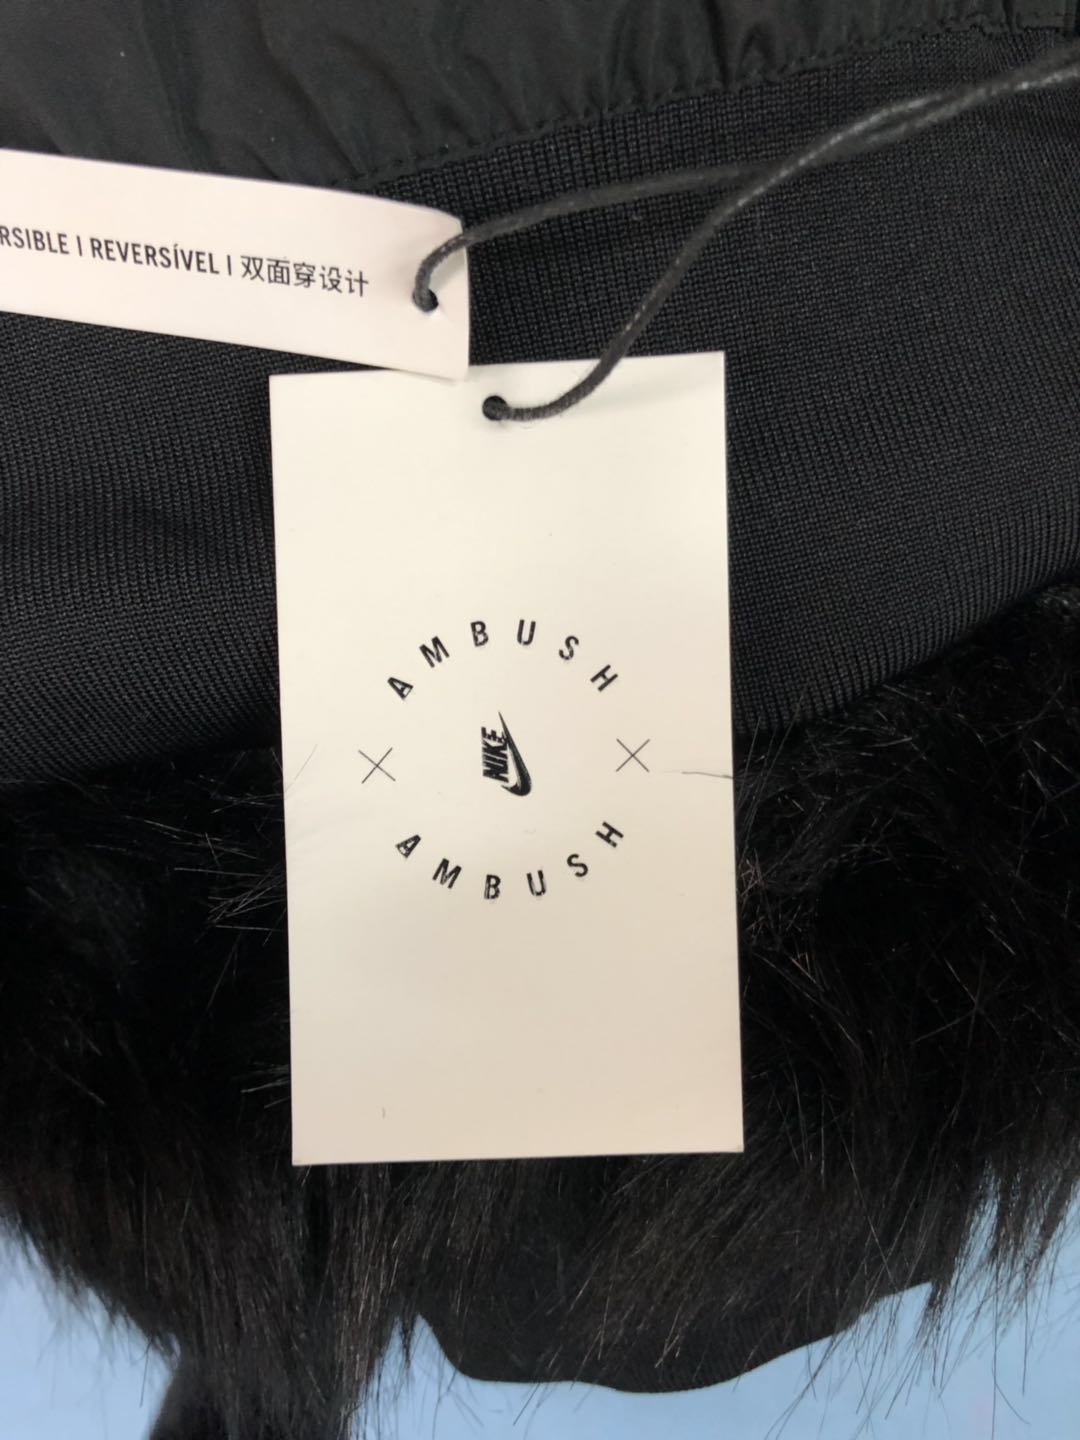 RSIBLE I REVERSÍVEL I 双面穿设计
AMBUSH
NIKE
AMBUSH